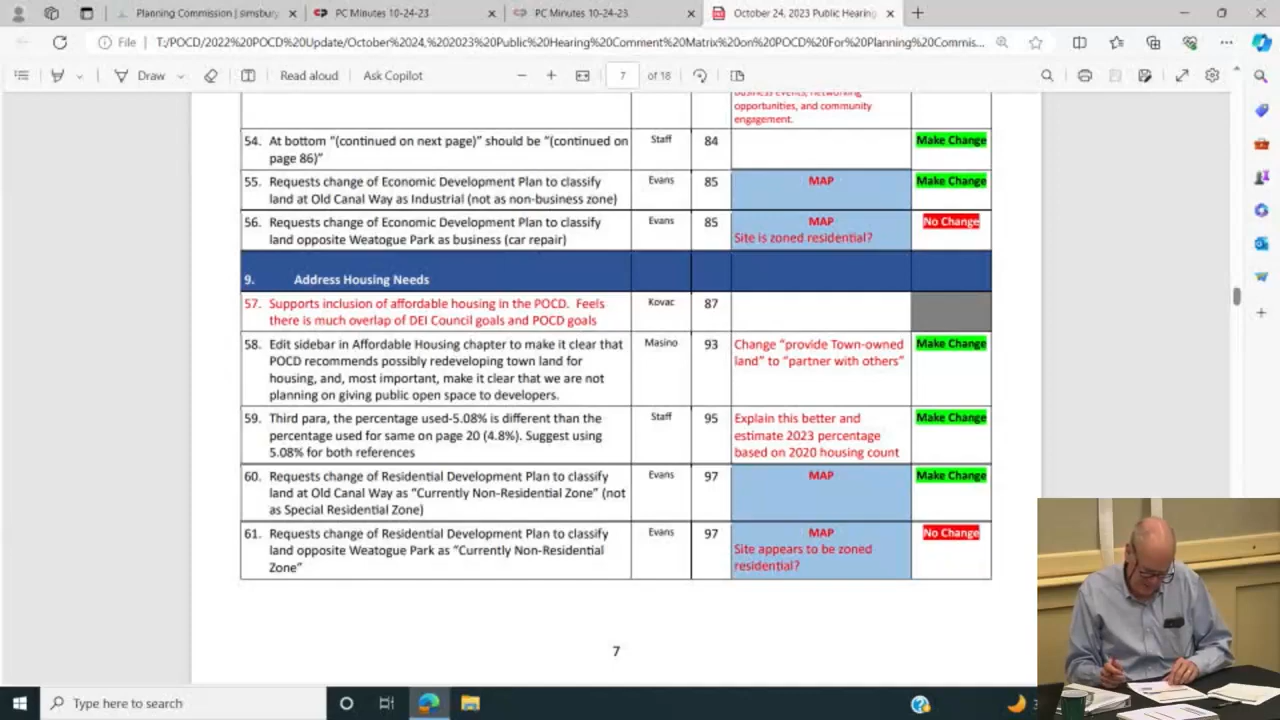 Planning Commission | simsbury
PC Minutes 10-24-23
PC Minutes 10-24-23
October 24, 2023 Public Hearing
File
T:/POCD/2022%20POCD%20Update/October%2024,%202023%20Public%20Hearing%20Comment%20Matrix%20on%20POCD%20For%20Planning%20Commis...
Draw
Read aloud
Ask Copilot
7
of 18
business events, networking
opportunities, and community
engagement.
54. At bottom "(continued on next page)" should be "(continued on
page 86)"
Staff
84
Make Change
55. Requests change of Economic Development Plan to classify
land at Old Canal Way as Industrial (not as non-business zone)
Evans
85
MAP
Make Change
56. Requests change of Economic Development Plan to classify
land opposite Weatogue Park as business (car repair)
Evans
85
MAP
Site is zoned residential?
No Change
9. Address Housing Needs
57. Supports inclusion of affordable housing in the POCD. Feels
there is much overlap of DEI Council goals and POCD goals
Kovac
87
58. Edit sidebar in Affordable Housing chapter to make it clear that
POCD recommends possibly redeveloping town land for
housing, and, most important, make it clear that we are not
planning on giving public open space to developers.
Masino
93
Change "provide Town-owned
land" to "partner with others"
Make Change
59. Third para, the percentage used-5.08% is different than the
percentage used for same on page 20 (4.8%). Suggest using
5.08% for both references
Staff
95
Explain this better and
estimate 2023 percentage
based on 2020 housing count
Make Change
60. Requests change of Residential Development Plan to classify
land at Old Canal Way as "Currently Non-Residential Zone" (not
as Special Residential Zone)
Evans
97
MAP
Make Change
61. Requests change of Residential Development Plan to classify
land opposite Weatogue Park as "Currently Non-Residential
Zone"
Evans
97
MAP
Site appears to be zoned
residential?
No Change
7
Type here to search